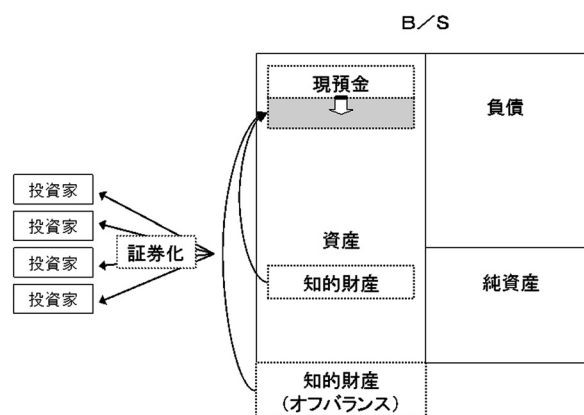 B/S
現預金
負債
投資家
投資家
証券化
投資家
投資家
資産
知的財産
純資産
知的財産
(オフバランス)